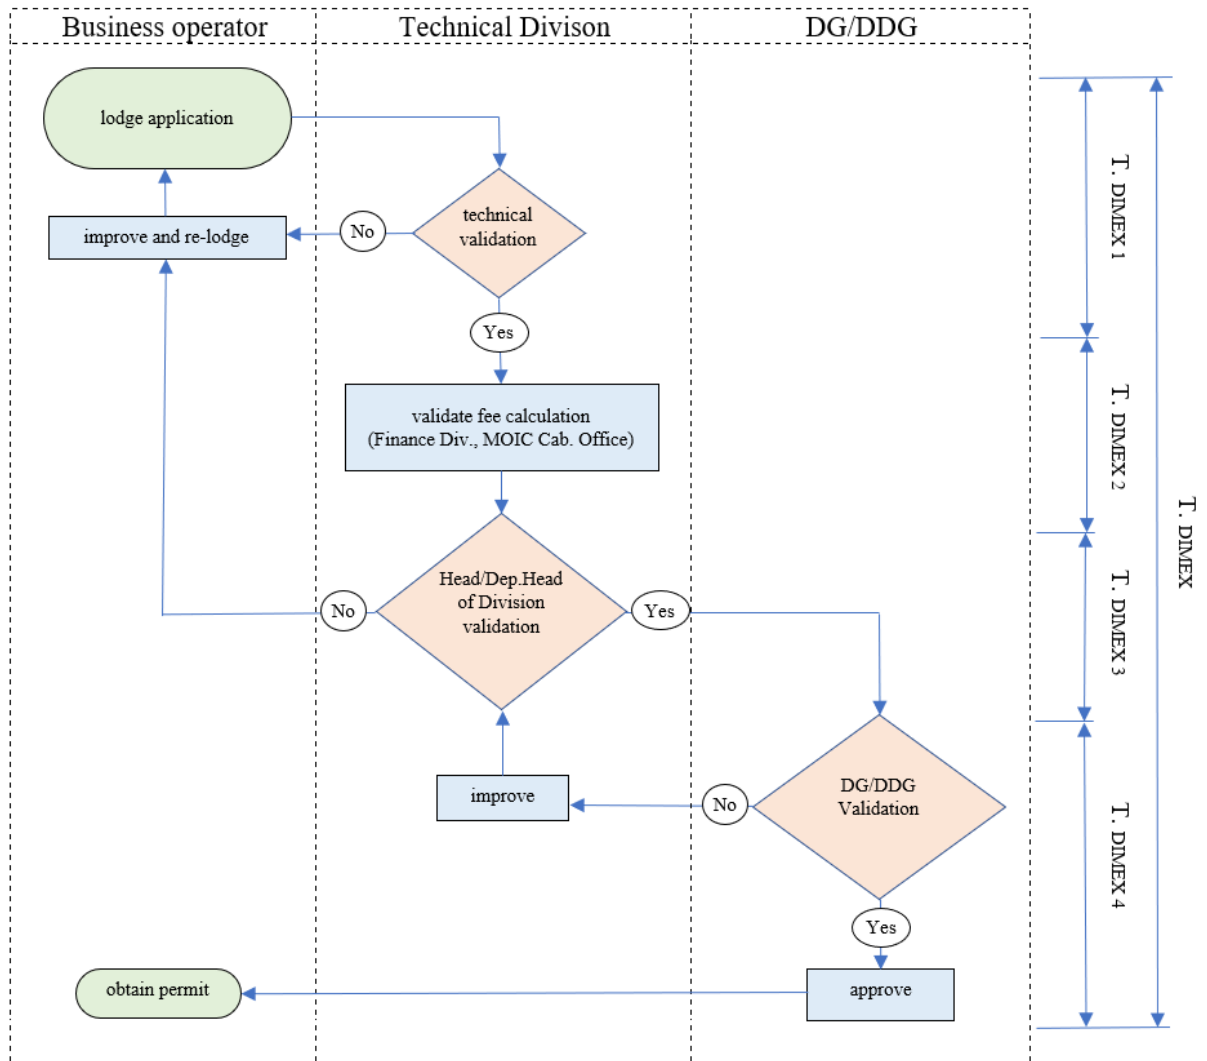 Business operator
Technical Divison
DG/DDG
lodge application
technical
validation
No
improve and re-lodge
Yes
validate fee calculation
(Finance Div., MOIC Cab. Office)
Head/Dep.Head
of Division
validation
No
Yes
DG/DDG
Validation
No
improve
Yes
approve
obtain permit
T. DIMEX 1
T. DIMEX 2
T. DIMEX 3
T. DIMEX 4
T. DIMEX